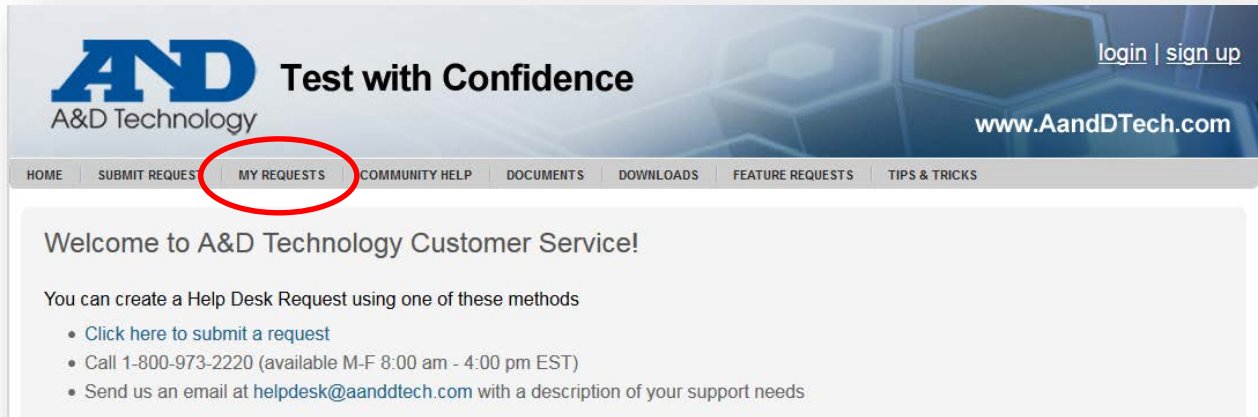 AND
A&D Technology
Test with Confidence
login | sign up
www.AandDTech.com
HOME SUBMIT REQUEST MY REQUESTS COMMUNITY HELP DOCUMENTS DOWNLOADS FEATURE REQUESTS TIPS & TRICKS
Welcome to A&D Technology Customer Service!
You can create a Help Desk Request using one of these methods
• Click here to submit a request
• Call 1-800-973-2220 (available M-F 8:00 am - 4:00 pm EST)
• Send us an email at helpdesk@aanddtech.com with a description of your support needs